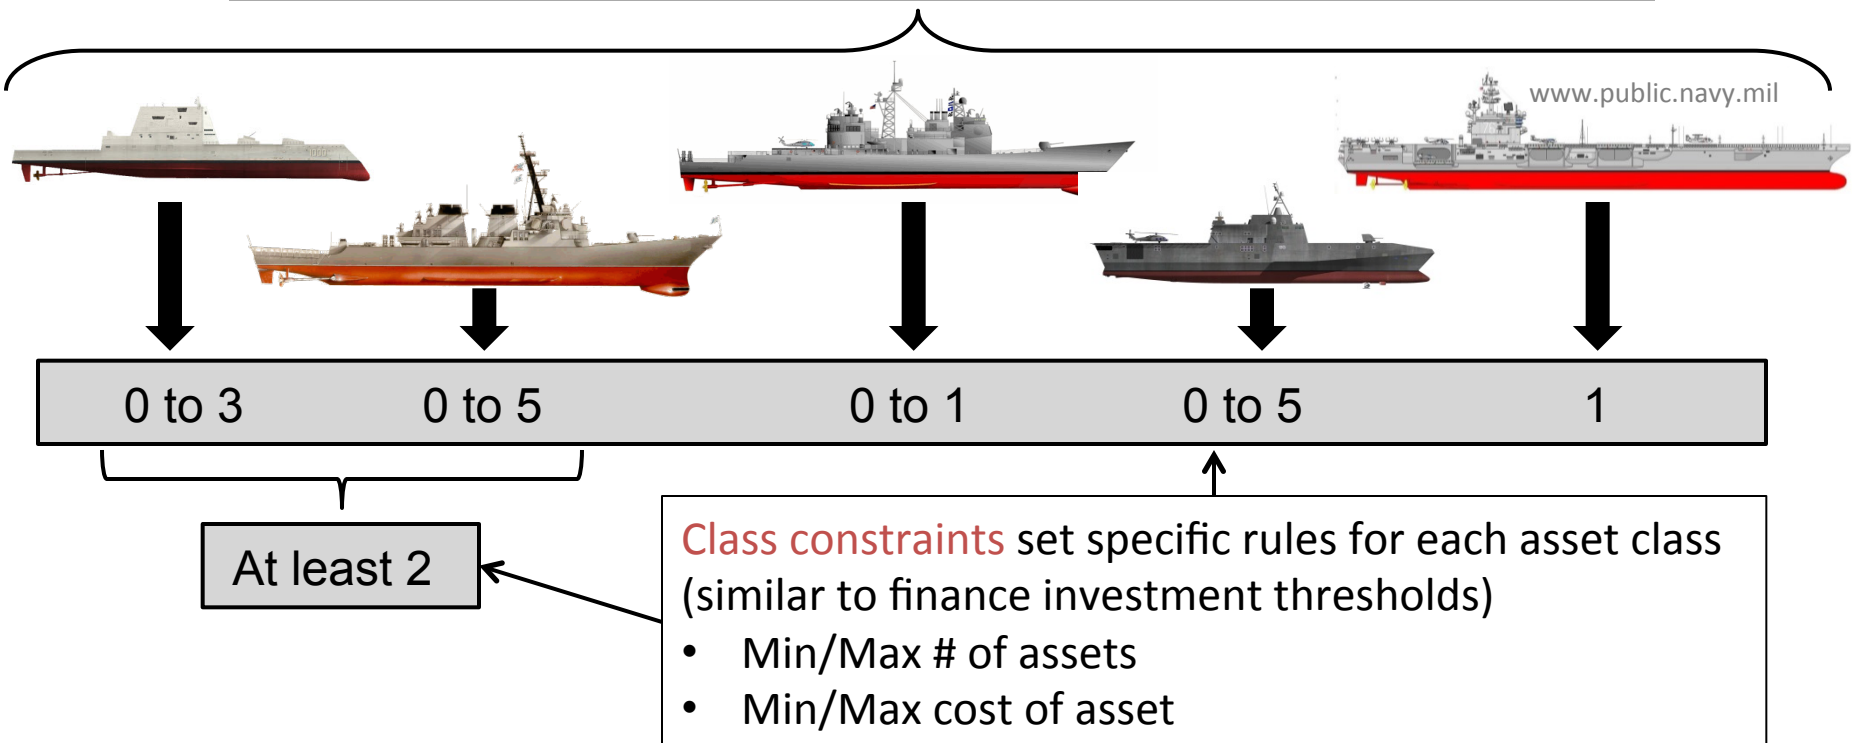 www.public.navy.mil
0 to 3 0 to 5 0 to 1 0 to 5 1
At least 2
Class constraints set specific rules for each asset class
(similar to finance investment thresholds)
• Min/Max # of assets
• Min/Max cost of asset